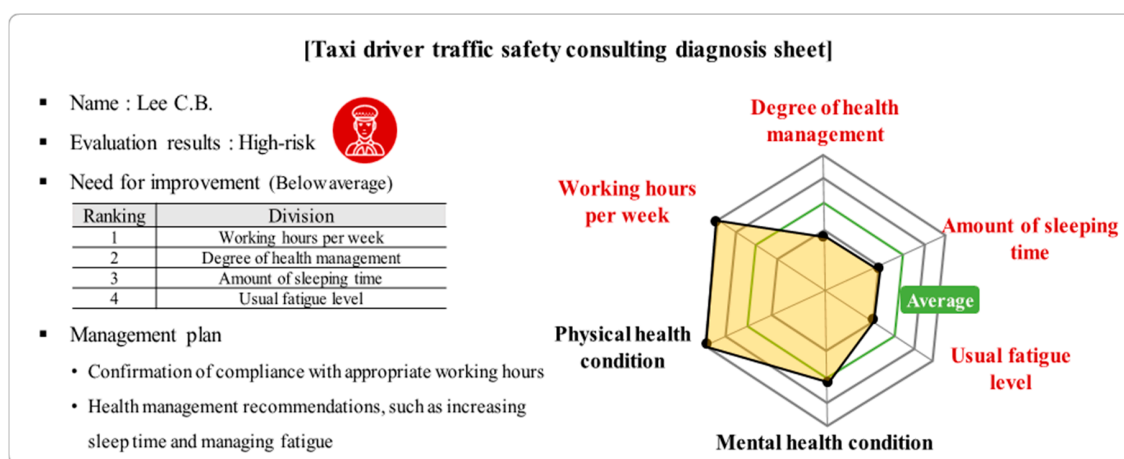 [Taxi driver traffic safety consulting diagnosis sheet]
▪ Name : Lee C.B.
▪ Evaluation results : High-risk
▪ Need for improvement (Below average)
Ranking Division
1 Working hours per week
2 Degree of health management
3 Amount of sleeping time
4 Usual fatigue level
▪ Management plan
• Confirmation of compliance with appropriate working hours
• Health management recommendations, such as increasing
sleep time and managing fatigue
Degree of health
management
Working hours
per week
Amount of sleeping
time
Average
Physical health
condition
Usual fatigue
level
Mental health condition